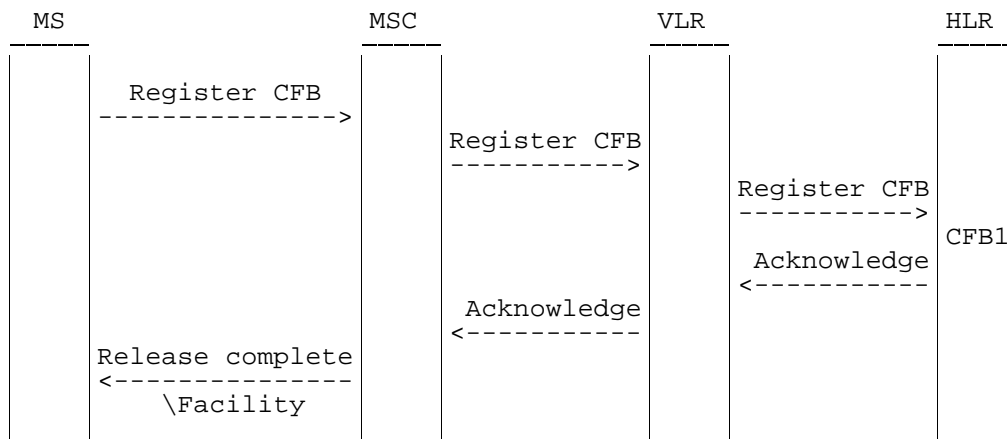 MS MSC VLR HLR
Register CFB
--------------->
Register CFB
----------->
Register CFB
----------->
CFB1
Acknowledge
<-----------
Acknowledge
<-----------
Release complete
<---------------
\Facility